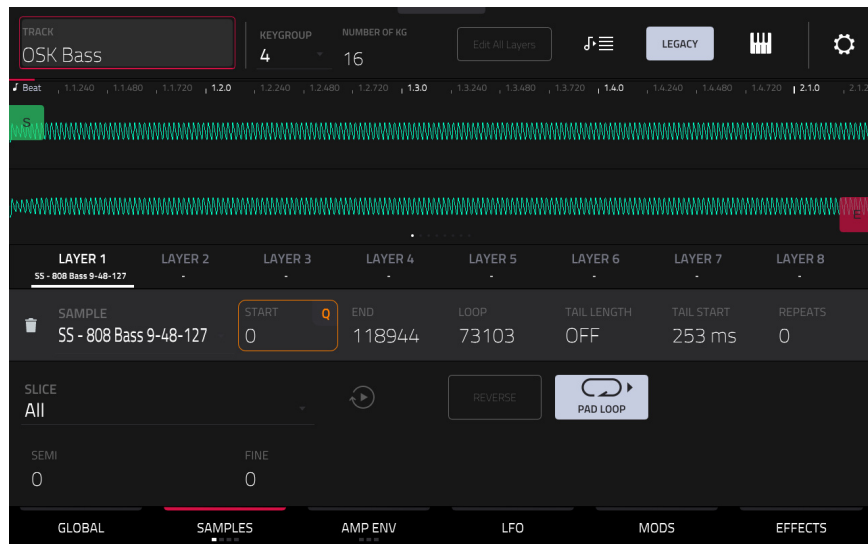 TRACK
OSK Bass
KEYGROUP
4
NUMBER OF KG
16
Edit All Layers
LEGACY
Beat 1.1.240 1.1.480 1.1.720 1.2.0 1.2.240 1.2.480 1.2.720 1.3.0 1.3.240 1.3.480 1.3.720 1.4.0 1.4.240 1.4.480 1.4.720 2.1.0 2.1.2
S
E
LAYER 1 LAYER 2 LAYER 3 LAYER 4 LAYER 5 LAYER 6 LAYER 7 LAYER 8
SS - 808 Bass 9-48-127 - - - - - - -
SAMPLE START Q END LOOP TAIL LENGTH TAIL START REPEATS
SS - 808 Bass 9-48-127 0 118944 73103 OFF 253 ms 0
SLICE
All
REVERSE
PAD LOOP
SEMI FINE
0 0
GLOBAL SAMPLES AMP ENV LFO MODS EFFECTS